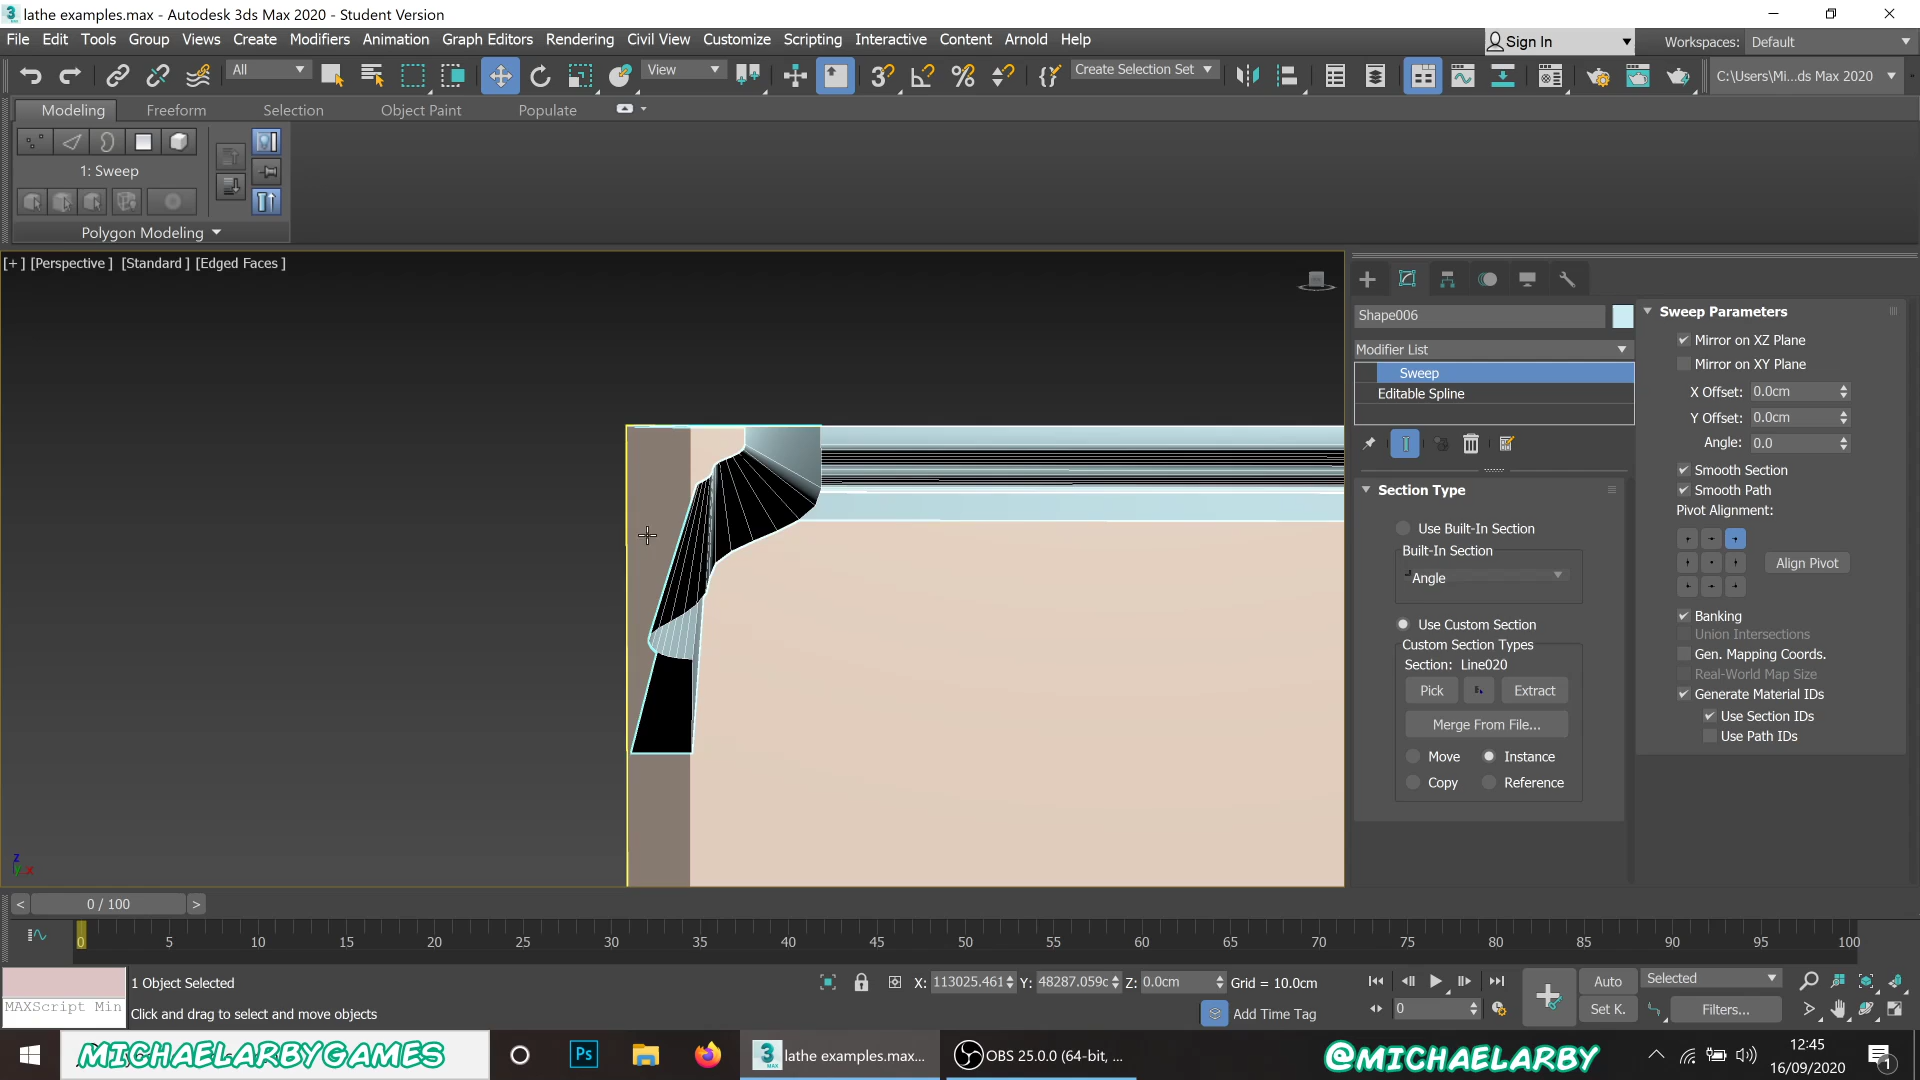 lathe examples.max - Autodesk 3ds Max 2020 - Student Version
File Edit Tools Group Views Create Modifiers Animation Graph Editors Rendering Civil View Customize Scripting Interactive Content Arnold Help
Sign In
Workspaces: Default
All
View
Create Selection Set
C:\Users\Mi...ds Max 2020
Modeling Freeform Selection Object Paint Populate
1: Sweep
Polygon Modeling
[+] [Perspective] [Standard] [Edged Faces]
Shape006
Modifier List
Sweep
Editable Spline
Section Type
Use Built-In Section
Built-In Section
Angle
Use Custom Section
Custom Section Types
Section: Line020
Pick Extract
Merge From File...
Move Instance
Copy Reference
Sweep Parameters
Mirror on XZ Plane
Mirror on XY Plane
X Offset: 0.0cm
Y Offset: 0.0cm
Angle: 0.0
Smooth Section
Smooth Path
Pivot Alignment:
Align Pivot
Banking
Union Intersections
Gen. Mapping Coords.
Real-World Map Size
Generate Material IDs
Use Section IDs
Use Path IDs
z
y x
< 0 / 100 >
0 5 10 15 20 25 30 35 40 45 50 55 60 65 70 75 80 85 90 95 100
MAXScript Min
1 Object Selected
Click and drag to select and move objects
X: 113025.461 Y: 48287.059c Z: 0.0cm Grid = 10.0cm
Add Time Tag
0
Auto Selected
Set K. Filters...
MICHAELARBYGAMES
Ps
3
MAX
lathe examples.max...
OBS 25.0.0 (64-bit, ...
@MICHAELARBY
12:45
16/09/2020
1